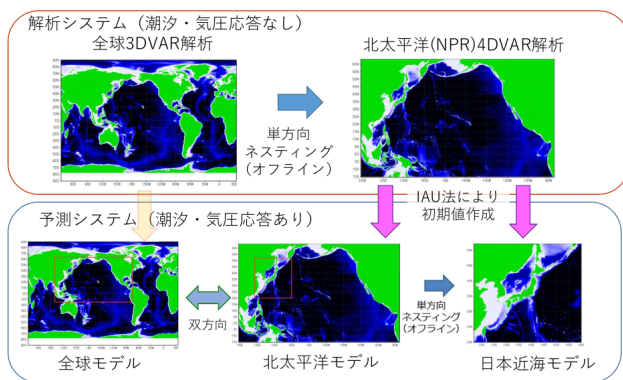 解析システム（潮汐・気圧応答なし）
全球3DVAR解析
北太平洋(NPR)4DVAR解析
単方向
ネスティング
(オフライン)
IAU法により
初期値作成
予測システム（潮汐・気圧応答あり）
双方向
単方向
ネスティング
(オフライン)
全球モデル
北太平洋モデル
日本近海モデル